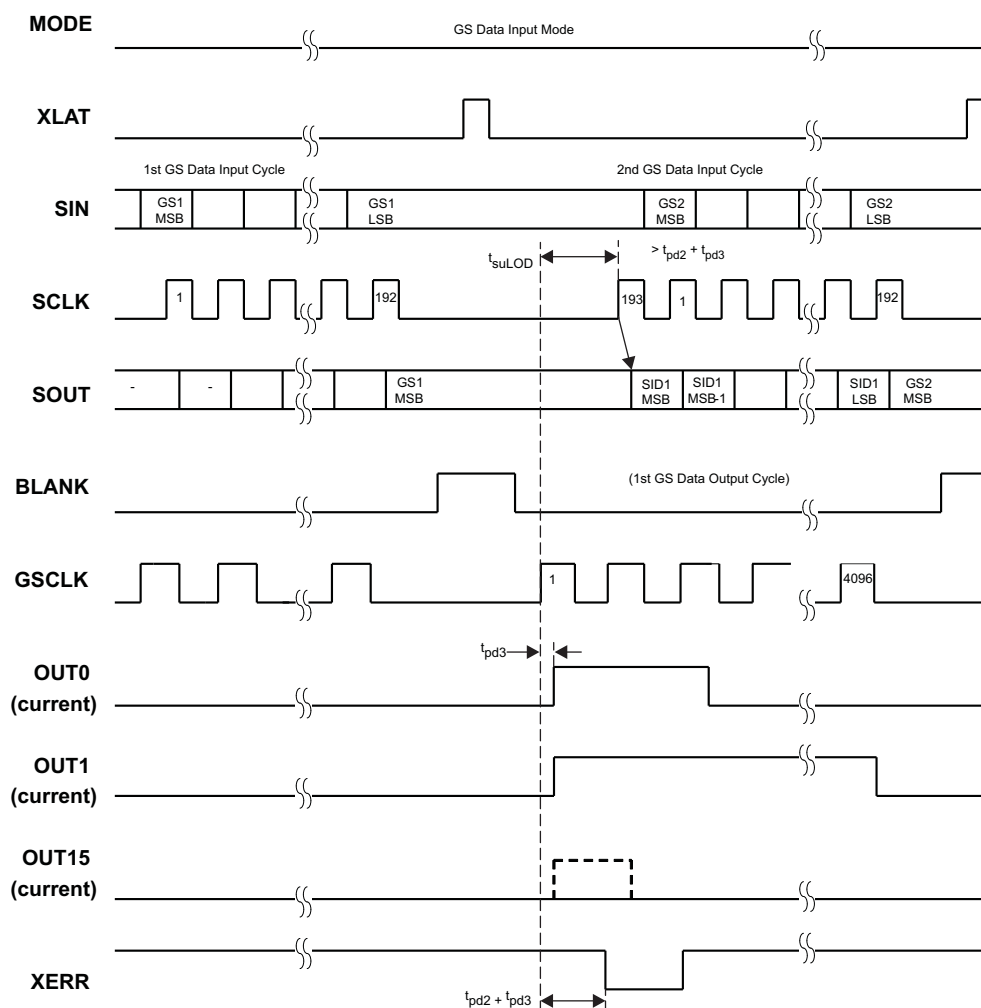 MODE
GS Data Input Mode
XLAT
1st GS Data Input Cycle
2nd GS Data Input Cycle
SIN
GS1
MSB
GS1
LSB
GS2
MSB
GS2
LSB
tsuLOD
> tpd2 + tpd3
SCLK
1
192
193
1
192
SOUT
-
-
GS1
MSB
SID1
MSB
SID1
MSB-1
SID1
LSB
GS2
MSB
BLANK
(1st GS Data Output Cycle)
GSCLK
1
4096
tpd3
OUT0
(current)
OUT1
(current)
OUT15
(current)
XERR
tpd2 + tpd3